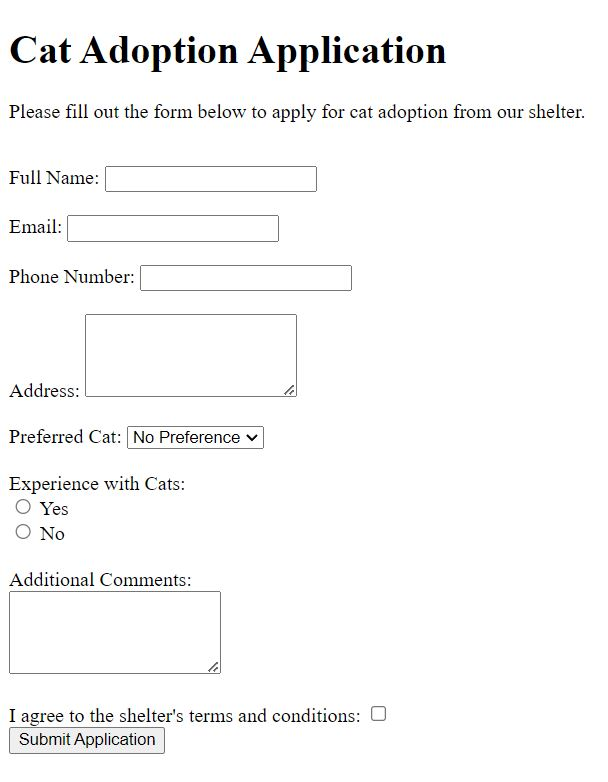 Cat Adoption Application
Please fill out the form below to apply for cat adoption from our shelter.
Full Name:
Email:
Phone Number:
Address:
Preferred Cat: No Preference
Experience with Cats:
Yes
No
Additional Comments:
I agree to the shelter's terms and conditions:
Submit Application